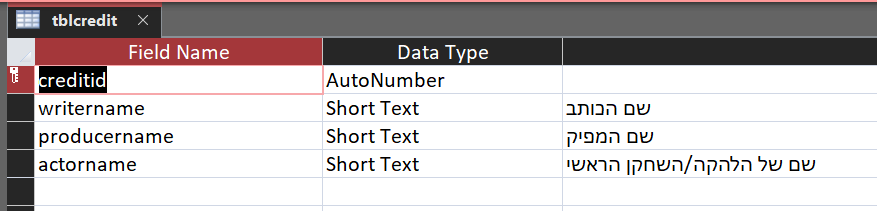 tblcredit
Field Name Data Type
creditid AutoNumber
writername Short Text שם הכותב
producername Short Text שם המפיק
actorname Short Text שם של הלהקה/השחקן הראשי